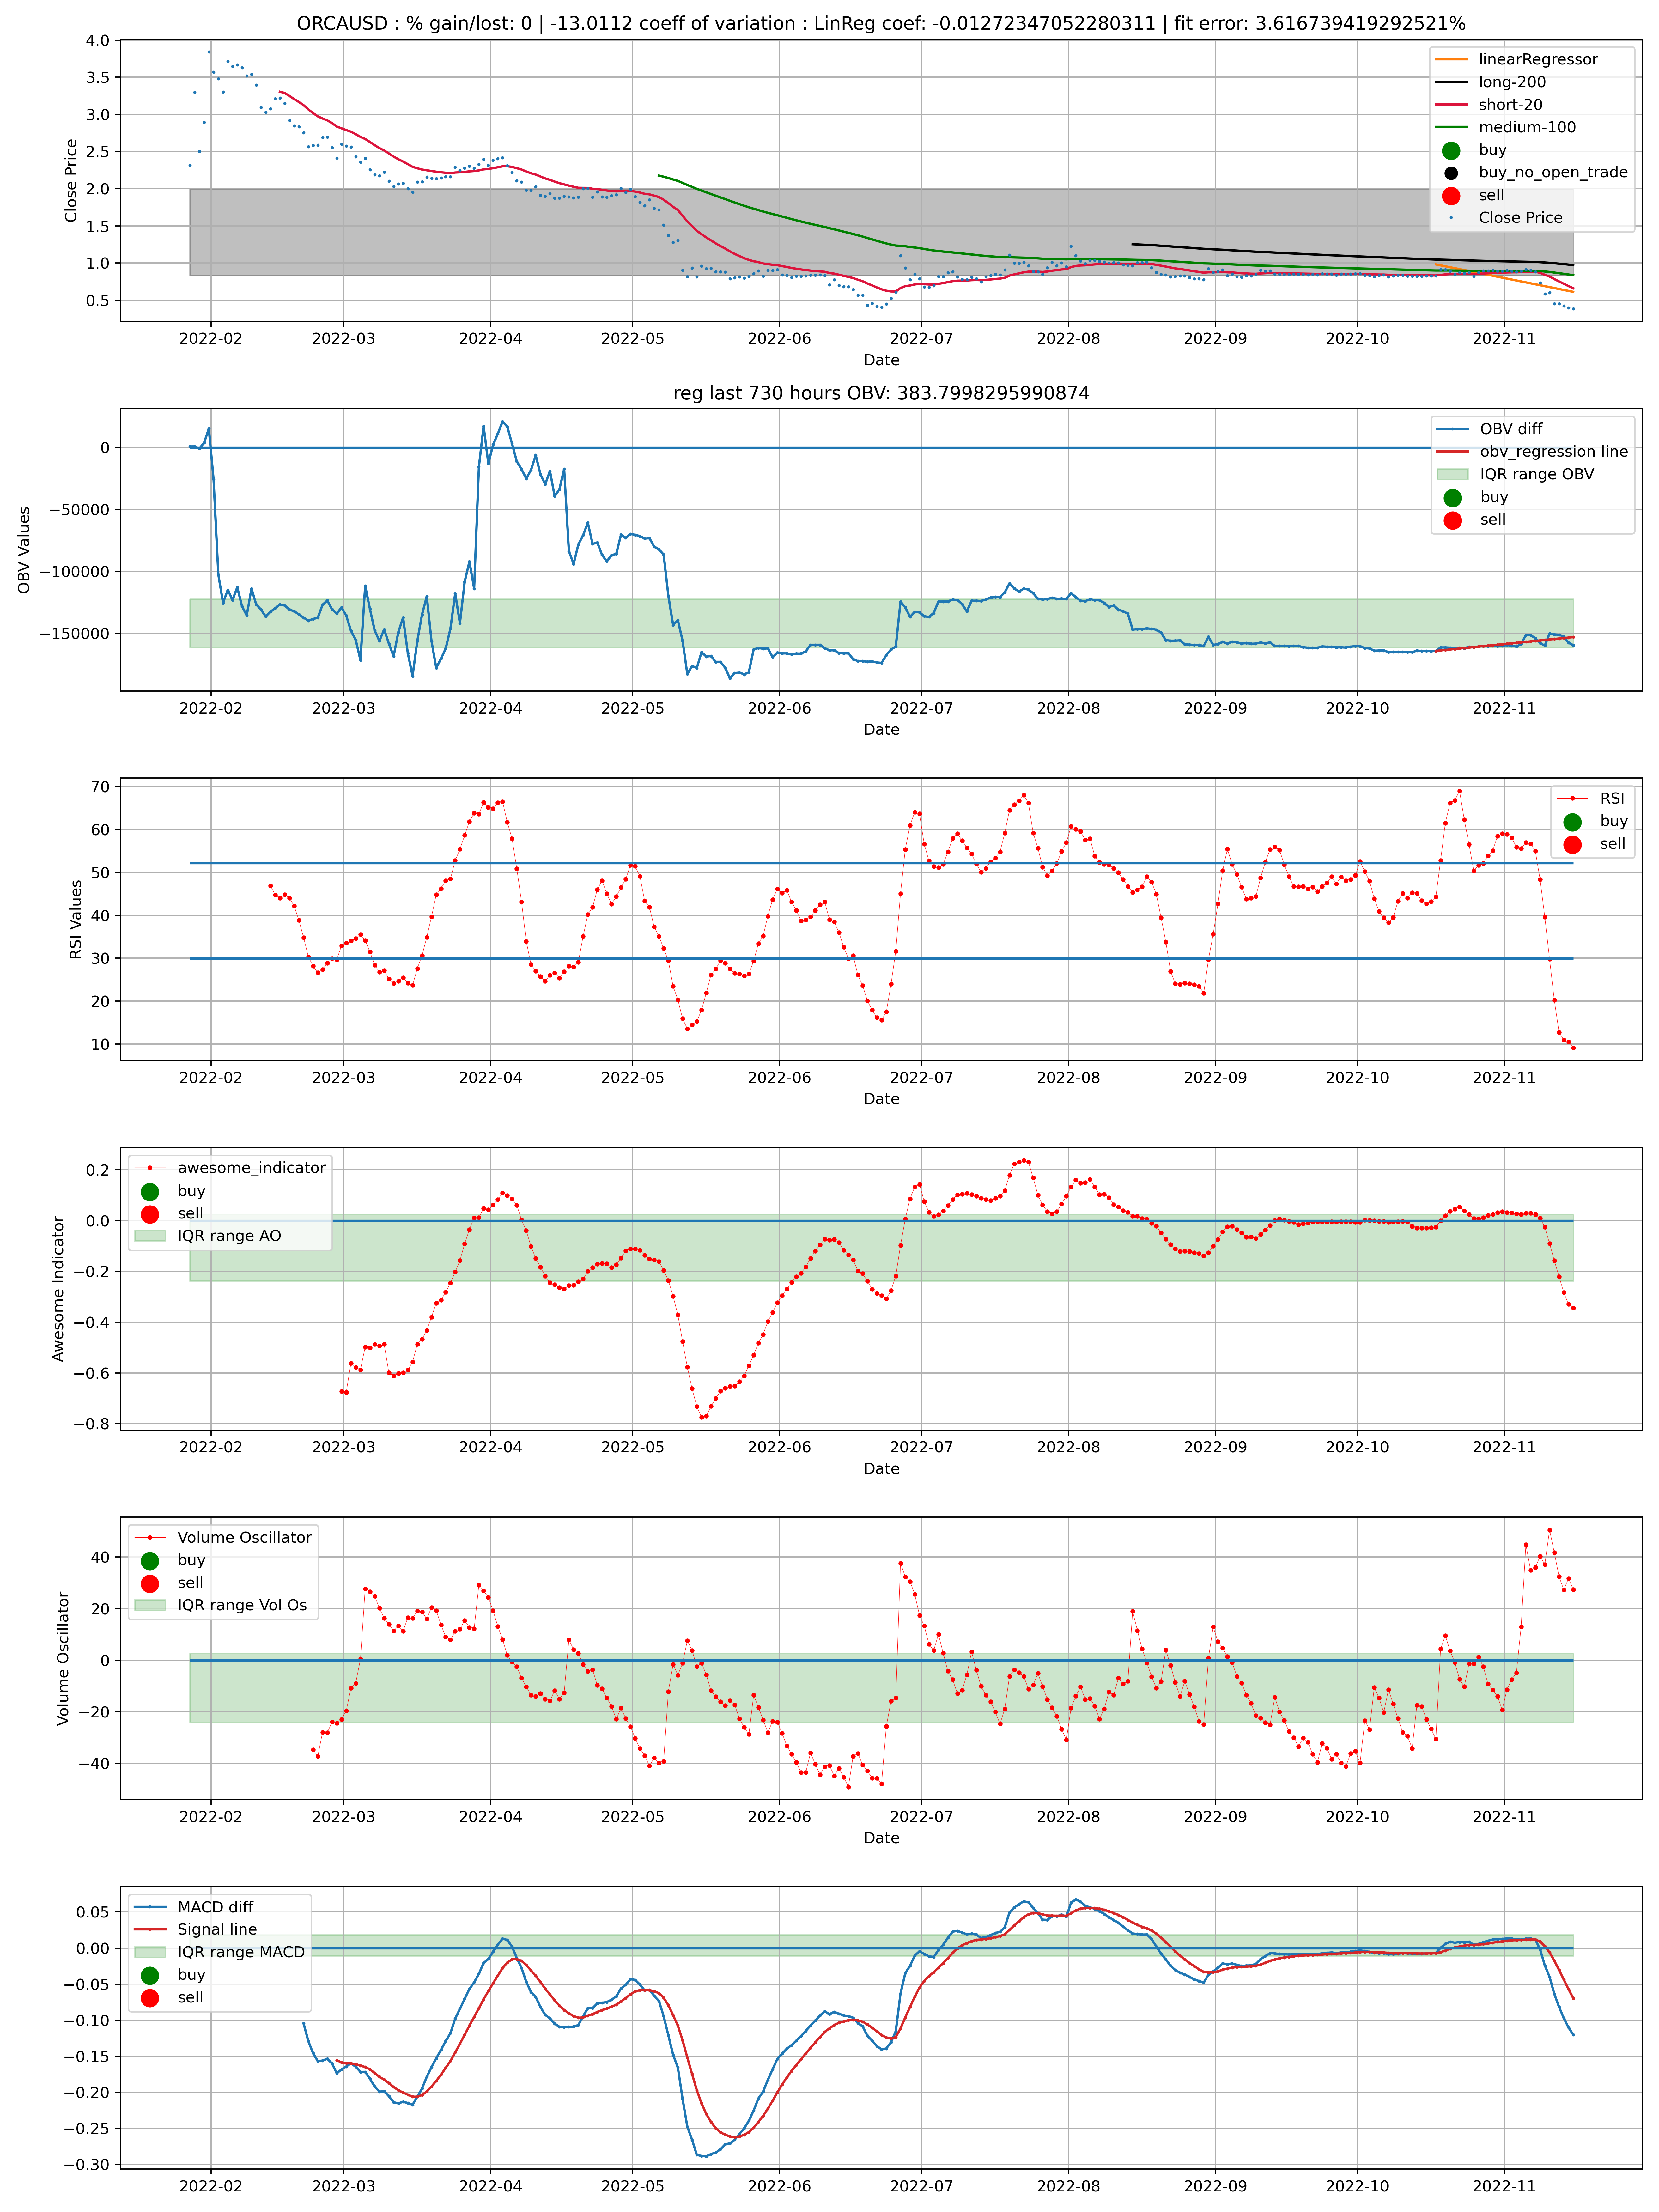 ORCAUSD : % gain/lost: 0 | -13.0112 coeff of variation : LinReg coef: -0.01272347052280311 | fit error: 3.616739419292521%
4.0
3.5
3.0
2.5
2.0
1.5
1.0
0.5
Close Price
linearRegressor
long-200
short-20
medium-100
buy
buy_no_open_trade
sell
Close Price
2022-02 2022-03 2022-04 2022-05 2022-06 2022-07 2022-08 2022-09 2022-10 2022-11
Date
reg last 730 hours OBV: 383.7998295990874
0
−50000
−100000
−150000
OBV Values
OBV diff
obv_regression line
IQR range OBV
buy
sell
2022-02 2022-03 2022-04 2022-05 2022-06 2022-07 2022-08 2022-09 2022-10 2022-11
Date
70
60
50
40
30
20
10
RSI Values
RSI
buy
sell
2022-02 2022-03 2022-04 2022-05 2022-06 2022-07 2022-08 2022-09 2022-10 2022-11
Date
0.2
0.0
−0.2
−0.4
−0.6
−0.8
Awesome Indicator
awesome_indicator
buy
sell
IQR range AO
2022-02 2022-03 2022-04 2022-05 2022-06 2022-07 2022-08 2022-09 2022-10 2022-11
Date
40
20
0
−20
−40
Volume Oscillator
Volume Oscillator
buy
sell
IQR range Vol Os
2022-02 2022-03 2022-04 2022-05 2022-06 2022-07 2022-08 2022-09 2022-10 2022-11
Date
0.05
0.00
−0.05
−0.10
−0.15
−0.20
−0.25
−0.30
MACD diff
Signal line
IQR range MACD
buy
sell
2022-02 2022-03 2022-04 2022-05 2022-06 2022-07 2022-08 2022-09 2022-10 2022-11